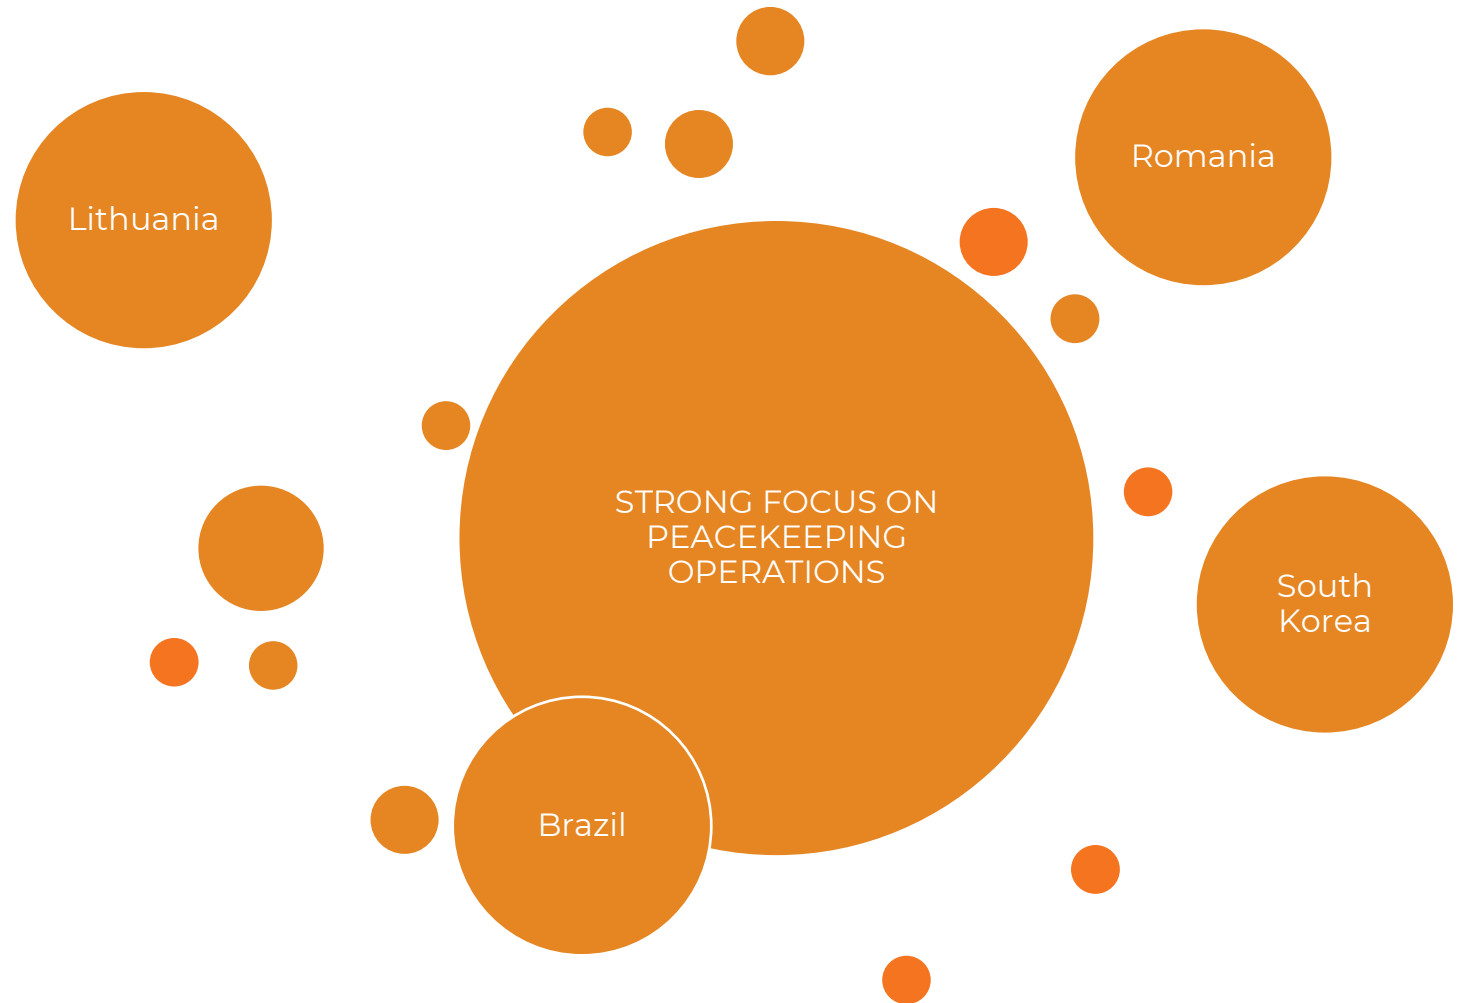 Romania
Lithuania
STRONG FOCUS ON
PEACEKEEPING
OPERATIONS
South
Korea
Brazil